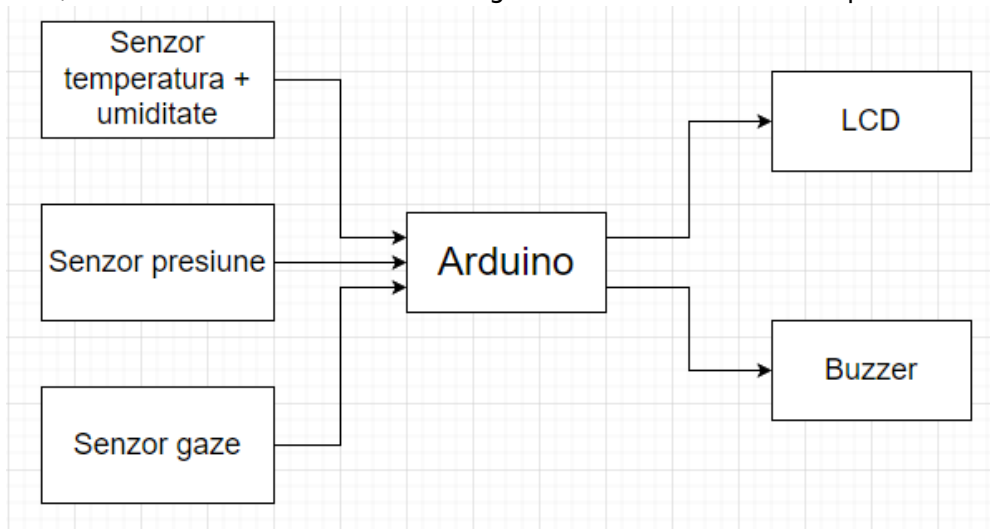 Senzor
temperatura +
umiditate
LCD
Senzor presiune
Arduino
Buzzer
Senzor gaze